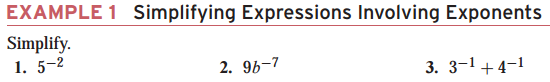 EXAMPLE 1 Simplifying Expressions Involving Exponents
Simplify.
1. 5⁻² 2. 9b⁻⁷ 3. 3⁻¹ + 4⁻¹